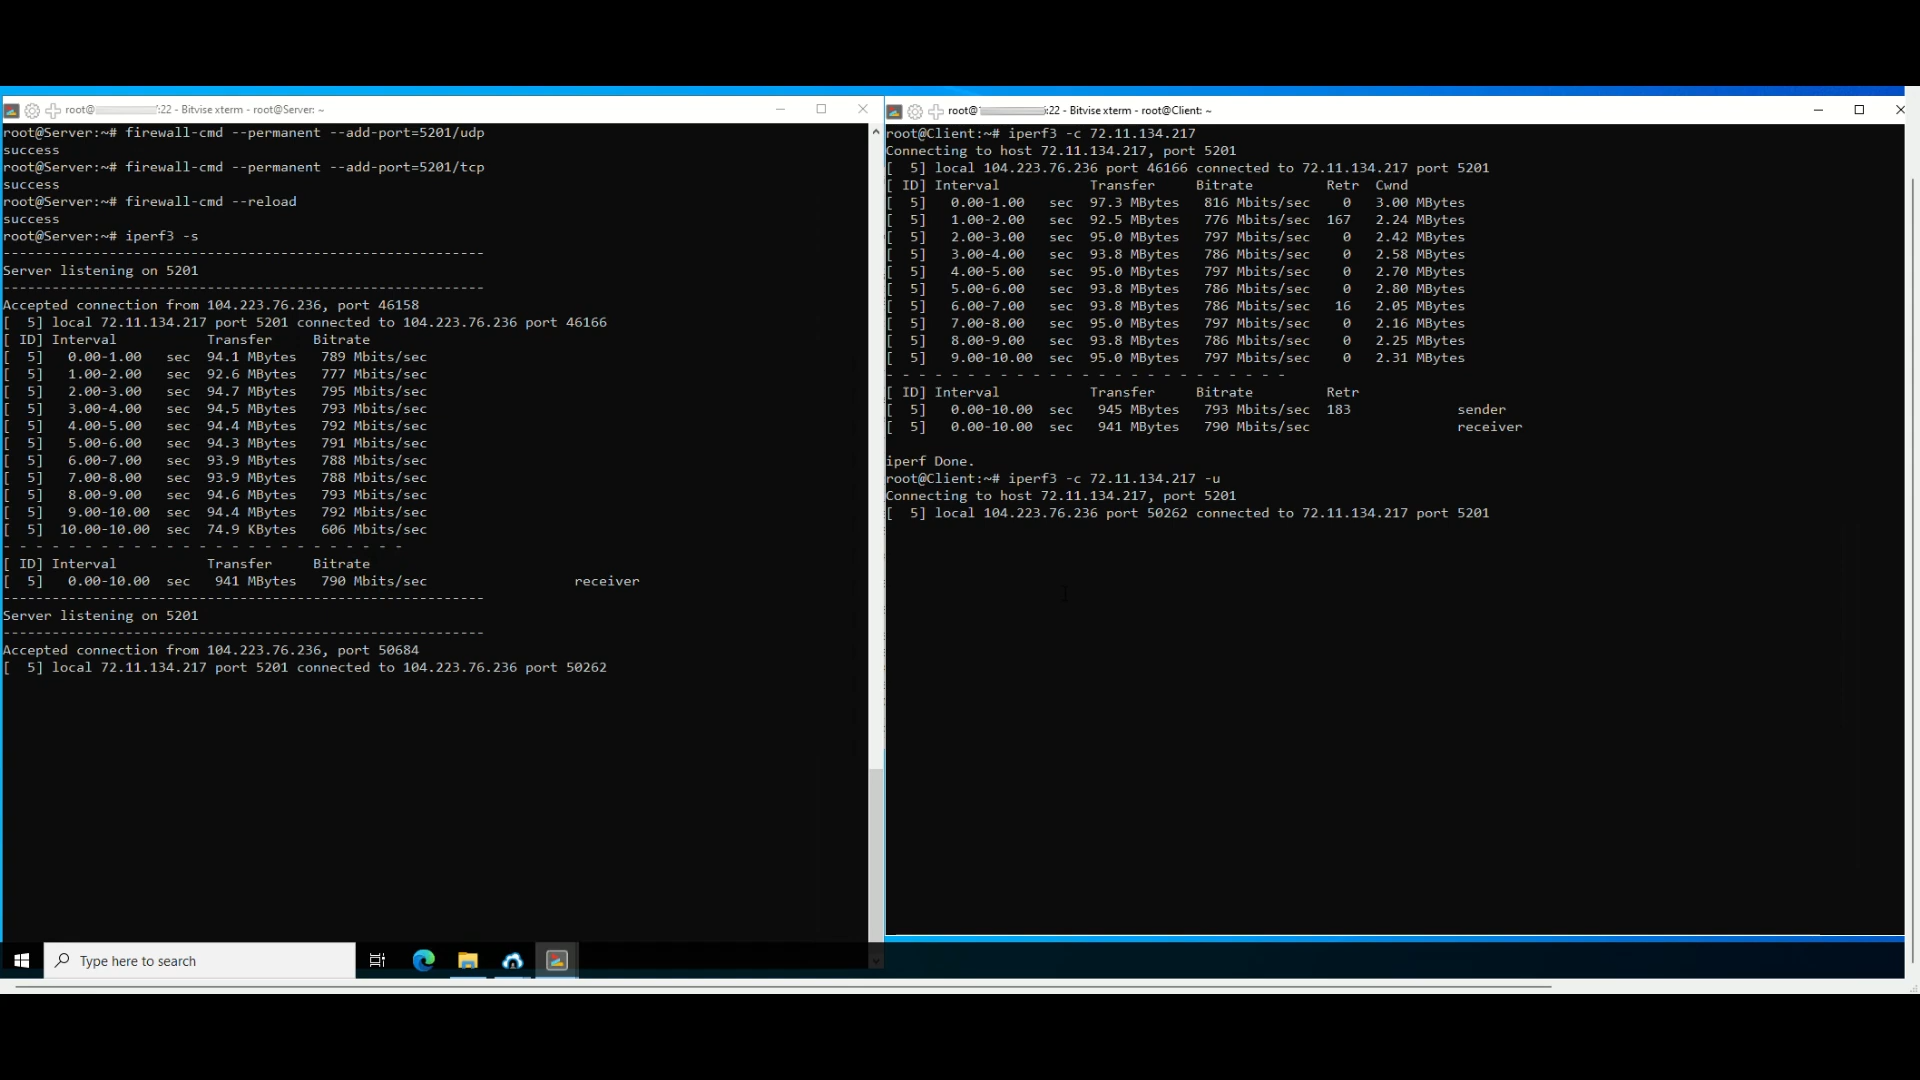 root@ :22 - Bitvise xterm - root@Server: ~
root@Server:~# firewall-cmd --permanent --add-port=5201/udp
success
root@Server:~# firewall-cmd --permanent --add-port=5201/tcp
success
root@Server:~# firewall-cmd --reload
success
root@Server:~# iperf3 -s
-----------------------------------------------------------
Server listening on 5201
-----------------------------------------------------------
Accepted connection from 104.223.76.236, port 46158
[  5] local 72.11.134.217 port 5201 connected to 104.223.76.236 port 46166
[ ID] Interval           Transfer     Bitrate
[  5]   0.00-1.00   sec  94.1 MBytes   789 Mbits/sec
[  5]   1.00-2.00   sec  92.6 MBytes   777 Mbits/sec
[  5]   2.00-3.00   sec  94.7 MBytes   795 Mbits/sec
[  5]   3.00-4.00   sec  94.5 MBytes   793 Mbits/sec
[  5]   4.00-5.00   sec  94.4 MBytes   792 Mbits/sec
[  5]   5.00-6.00   sec  94.3 MBytes   791 Mbits/sec
[  5]   6.00-7.00   sec  93.9 MBytes   788 Mbits/sec
[  5]   7.00-8.00   sec  93.9 MBytes   788 Mbits/sec
[  5]   8.00-9.00   sec  94.6 MBytes   793 Mbits/sec
[  5]   9.00-10.00  sec  94.4 MBytes   792 Mbits/sec
[  5]  10.00-10.00  sec  74.9 KBytes   606 Mbits/sec
- - - - - - - - - - - - - - - - - - - - - - - - -
[ ID] Interval           Transfer     Bitrate
[  5]   0.00-10.00  sec   941 MBytes   790 Mbits/sec                  receiver
-----------------------------------------------------------
Server listening on 5201
-----------------------------------------------------------
Accepted connection from 104.223.76.236, port 50684
[  5] local 72.11.134.217 port 5201 connected to 104.223.76.236 port 50262
root@ :22 - Bitvise xterm - root@Client: ~
root@Client:~# iperf3 -c 72.11.134.217
Connecting to host 72.11.134.217, port 5201
[  5] local 104.223.76.236 port 46166 connected to 72.11.134.217 port 5201
[ ID] Interval           Transfer     Bitrate         Retr  Cwnd
[  5]   0.00-1.00   sec  97.3 MBytes   816 Mbits/sec    0   3.00 MBytes
[  5]   1.00-2.00   sec  92.5 MBytes   776 Mbits/sec  167   2.24 MBytes
[  5]   2.00-3.00   sec  95.0 MBytes   797 Mbits/sec    0   2.42 MBytes
[  5]   3.00-4.00   sec  93.8 MBytes   786 Mbits/sec    0   2.58 MBytes
[  5]   4.00-5.00   sec  95.0 MBytes   797 Mbits/sec    0   2.70 MBytes
[  5]   5.00-6.00   sec  93.8 MBytes   786 Mbits/sec    0   2.80 MBytes
[  5]   6.00-7.00   sec  93.8 MBytes   786 Mbits/sec   16   2.05 MBytes
[  5]   7.00-8.00   sec  95.0 MBytes   797 Mbits/sec    0   2.16 MBytes
[  5]   8.00-9.00   sec  93.8 MBytes   786 Mbits/sec    0   2.25 MBytes
[  5]   9.00-10.00  sec  95.0 MBytes   797 Mbits/sec    0   2.31 MBytes
- - - - - - - - - - - - - - - - - - - - - - - - -
[ ID] Interval           Transfer     Bitrate         Retr
[  5]   0.00-10.00  sec   945 MBytes   793 Mbits/sec  183             sender
[  5]   0.00-10.00  sec   941 MBytes   790 Mbits/sec                  receiver
iperf Done.
root@Client:~# iperf3 -c 72.11.134.217 -u
Connecting to host 72.11.134.217, port 5201
[  5] local 104.223.76.236 port 50262 connected to 72.11.134.217 port 5201
Type here to search